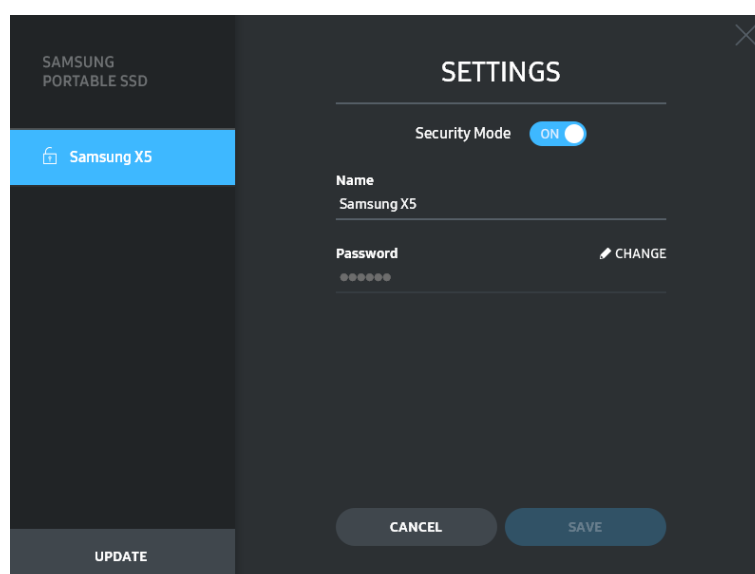 SAMSUNG
PORTABLE SSD
Samsung X5
UPDATE
SETTINGS
Security Mode ON
Name
Samsung X5
Password CHANGE
●●●●●●
CANCEL SAVE